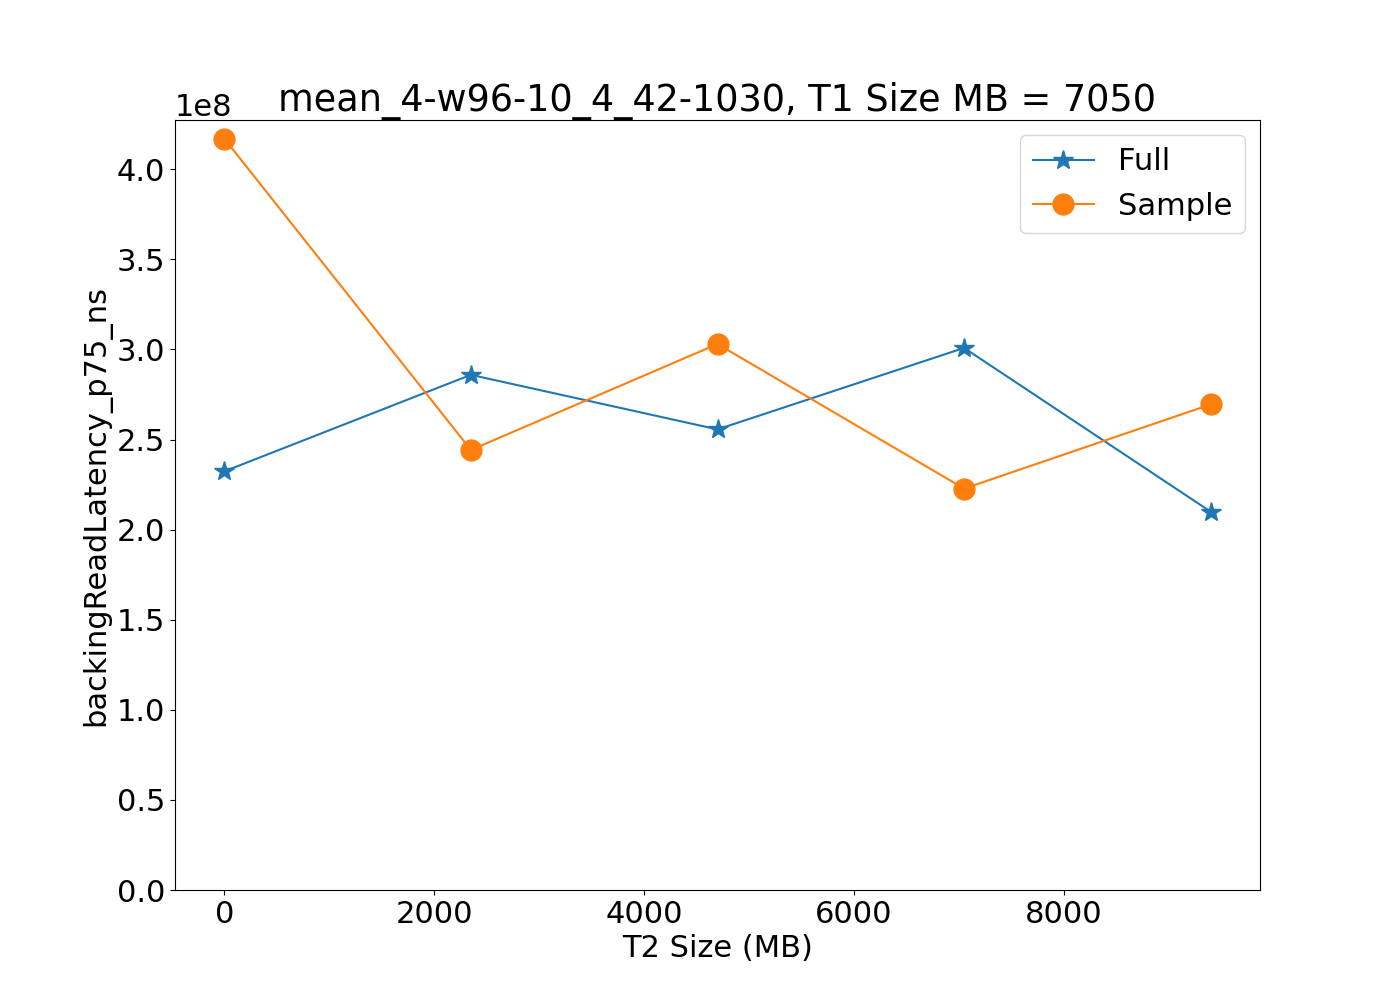 mean_4-w96-10_4_42-1030, T1 Size MB = 7050
1e8
Full
Sample
4.0
3.5
3.0
2.5
2.0
1.5
1.0
0.5
0.0
backingReadLatency_p75_ns
0 2000 4000 6000 8000
T2 Size (MB)